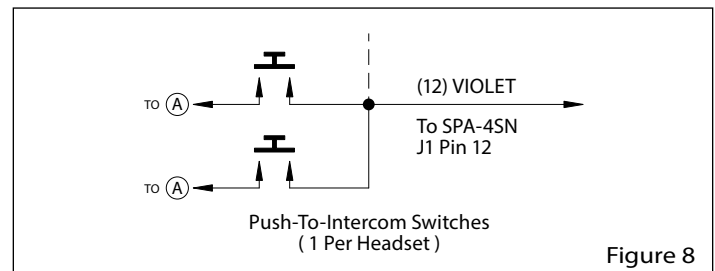 (12) VIOLET
TO A
To SPA-4SN
J1 Pin 12
TO A
Push-To-Intercom Switches
( 1 Per Headset )
Figure 8